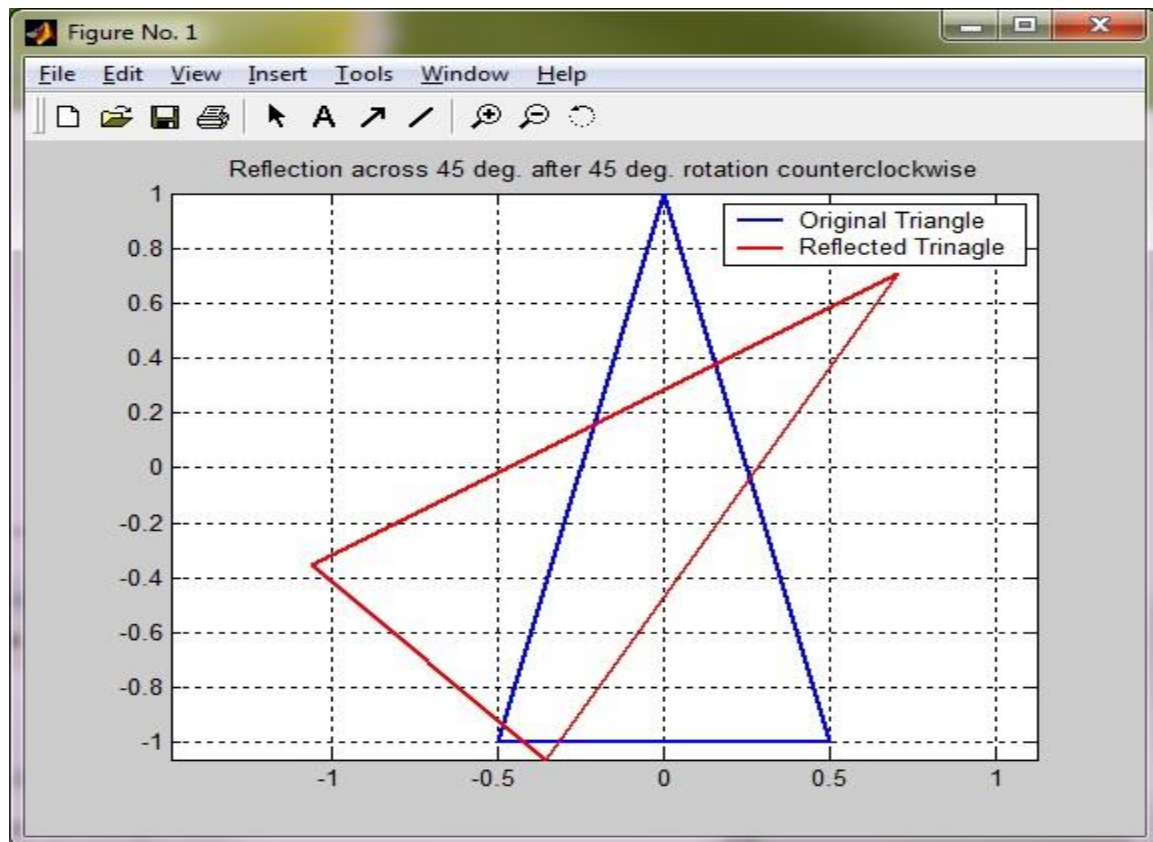 Figure No. 1
File Edit View Insert Tools Window Help
A
Reflection across 45 deg. after 45 deg. rotation counterclockwise
Original Triangle
Reflected Trinagle
1
0.8
0.6
0.4
0.2
0
-0.2
-0.4
-0.6
-0.8
-1
-1 -0.5 0 0.5 1